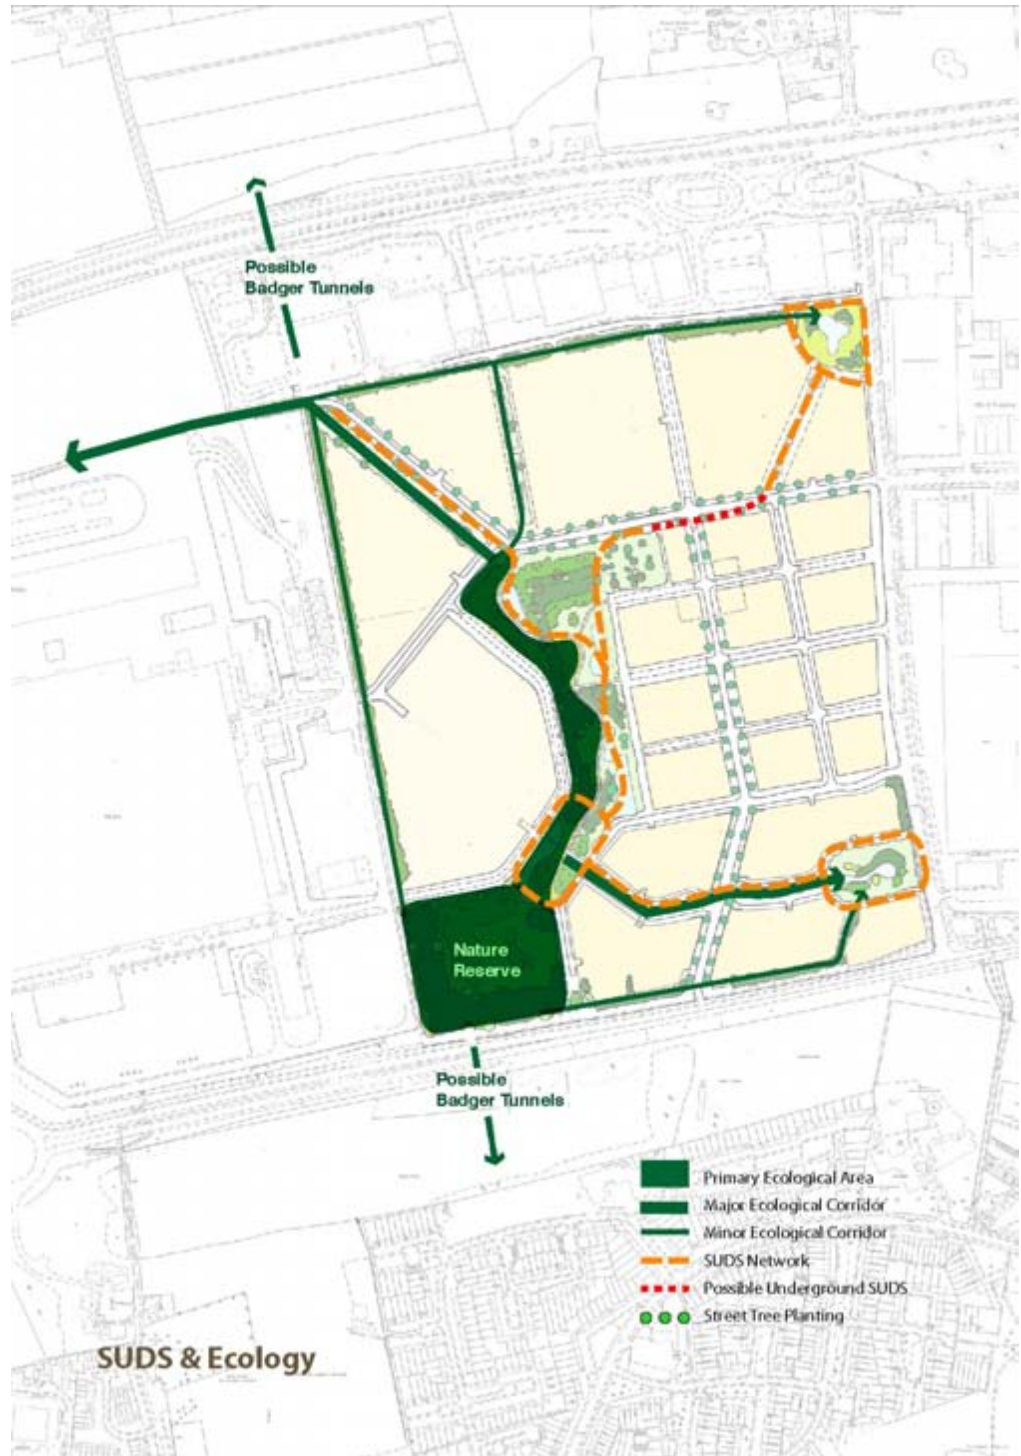 Possible
Badger Tunnels
Nature
Reserve
Possible
Badger Tunnels
Primary Ecological Area
Major Ecological Corridor
Minor Ecological Corridor
SUDS Network
Possible Underground SUDS
Street Tree Planting
SUDS & Ecology